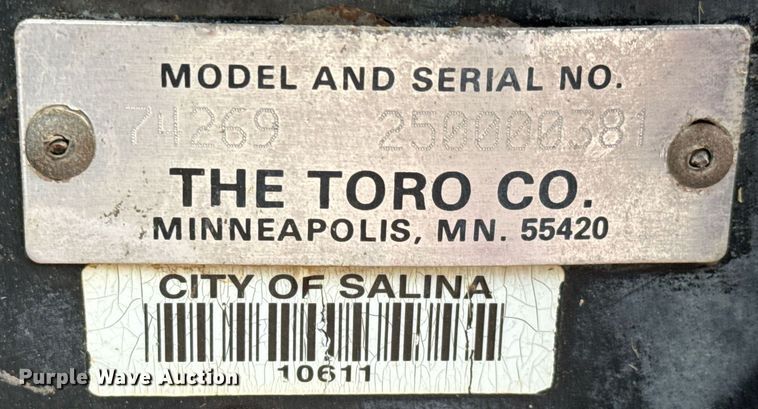 MODEL AND SERIAL NO.
74269 250000381
THE TORO CO.
MINNEAPOLIS, MN. 55420
CITY OF SALINA
10611
Purple Wave Auction